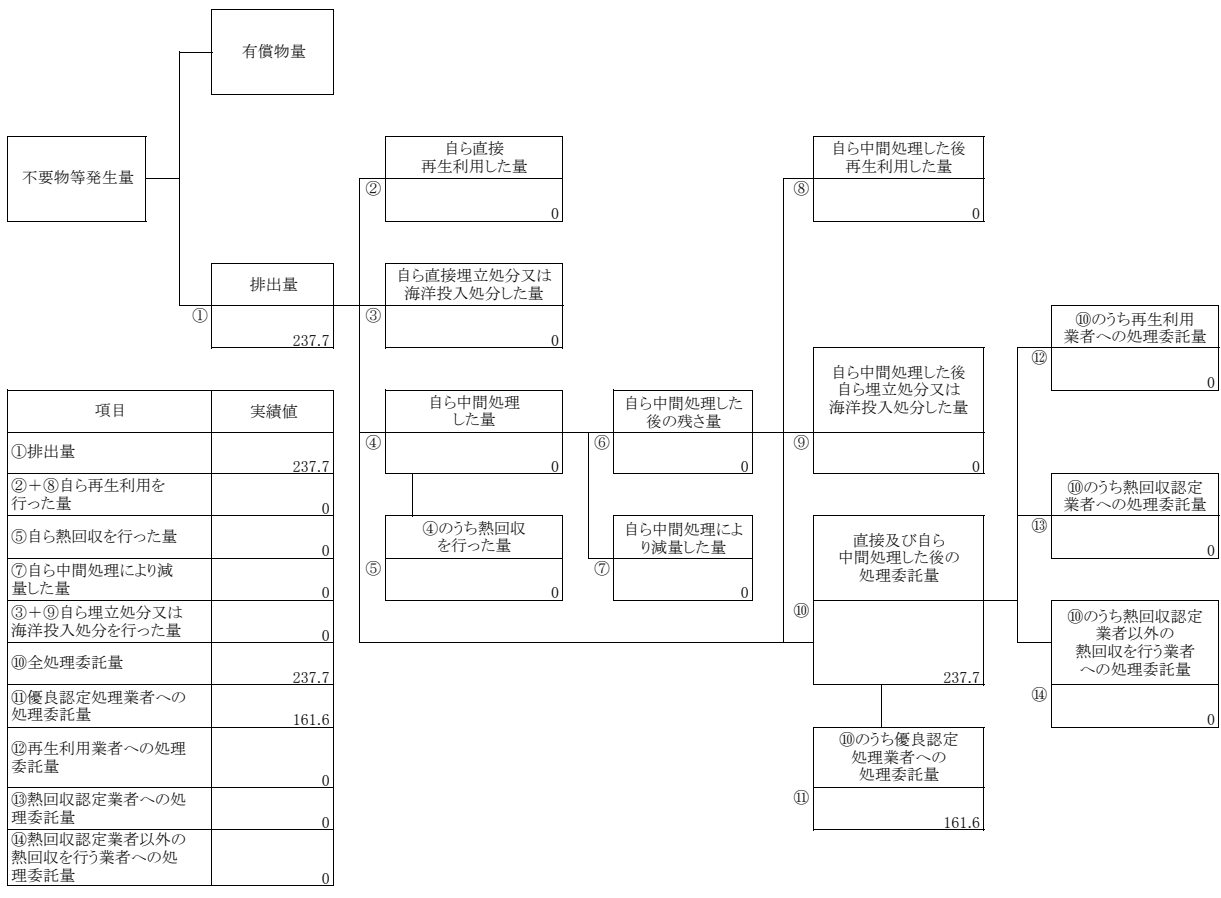 有償物量
不要物等発生量
自ら直接
再生利用した量
②
0
自ら中間処理した後
再生利用した量
⑧
0
排出量
①
237.7
自ら直接埋立処分又は
海洋投入処分した量
③
0
⑩のうち再生利用
業者への処理委託量
⑫
0
自ら中間処理
した量
④
0
自ら中間処理した
後の残さ量
⑥
0
自ら中間処理した後
自ら埋立処分又は
海洋投入処分した量
⑨
0
④のうち熱回収
を行った量
⑤
0
自ら中間処理によ
り減量した量
⑦
0
直接及び自ら
中間処理した後の
処理委託量
⑩
237.7
⑩のうち熱回収認定
業者への処理委託量
⑬
0
⑩のうち熱回収認定
業者以外の
熱回収を行う業者
への処理委託量
⑭
0
⑩のうち優良認定
処理業者への
処理委託量
⑪
161.6
項目
実績値
①排出量
237.7
②＋⑧自ら再生利用を
行った量
0
⑤自ら熱回収を行った量
0
⑦自ら中間処理により減
量した量
0
③＋⑨自ら埋立処分又は
海洋投入処分を行った量
0
⑩全処理委託量
237.7
⑪優良認定処理業者への
処理委託量
161.6
⑫再生利用業者への処理
委託量
0
⑬熱回収認定業者への処
理委託量
0
⑭熱回収認定業者以外の
熱回収を行う業者への処
理委託量
0